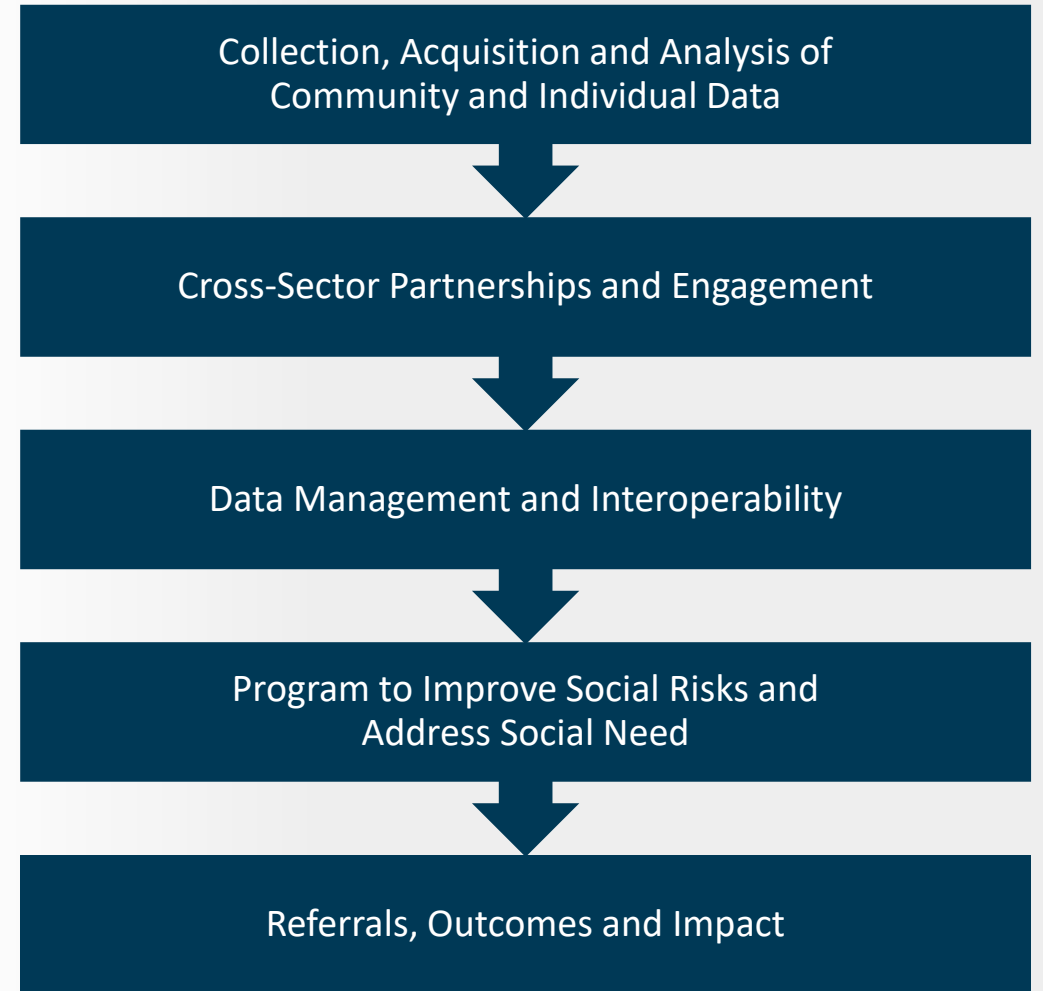 Collection, Acquisition and Analysis of
Community and Individual Data
Cross-Sector Partnerships and Engagement
Data Management and Interoperability
Program to Improve Social Risks and
Address Social Need
Referrals, Outcomes and Impact